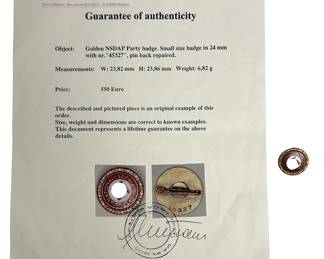 Guarantee of authenticity
Object: Golden NSDAP Party badge. Small size badge in 24 mm
with nr."45327", pin back repaired.
Measurements: W: 23,82 mm H: 23,86 mm Weight: 6,82 g
Price: 550 Euro
The described and pictured piece is an original example of this
order.
Size, weight and dimensions are correct to known examples.
This document represents a lifetime guarantee on the above
details.